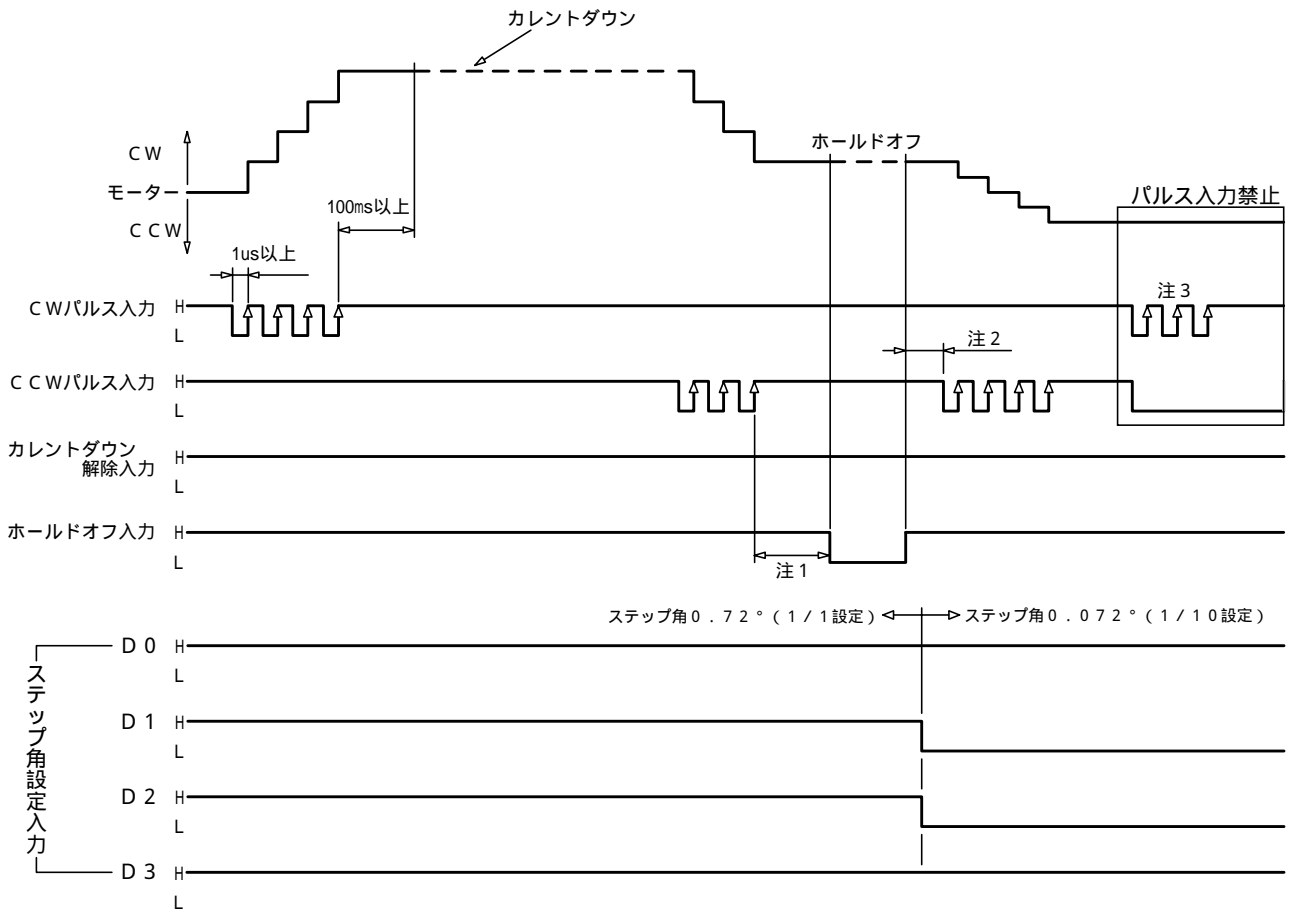 カレントダウン
CW
モーター
CCW
100ms以上
1us以上
ホールドオフ
パルス入力禁止
CWパルス入力 H
L
注3
注2
CCWパルス入力 H
L
カレントダウン
解除入力 H
L
ホールドオフ入力 H
L
注1
ステップ角0.72°(1/1設定)
ステップ角0.072°(1/10設定)
ステップ角設定入力
D0 H
L
D1 H
L
D2 H
L
D3 H
L